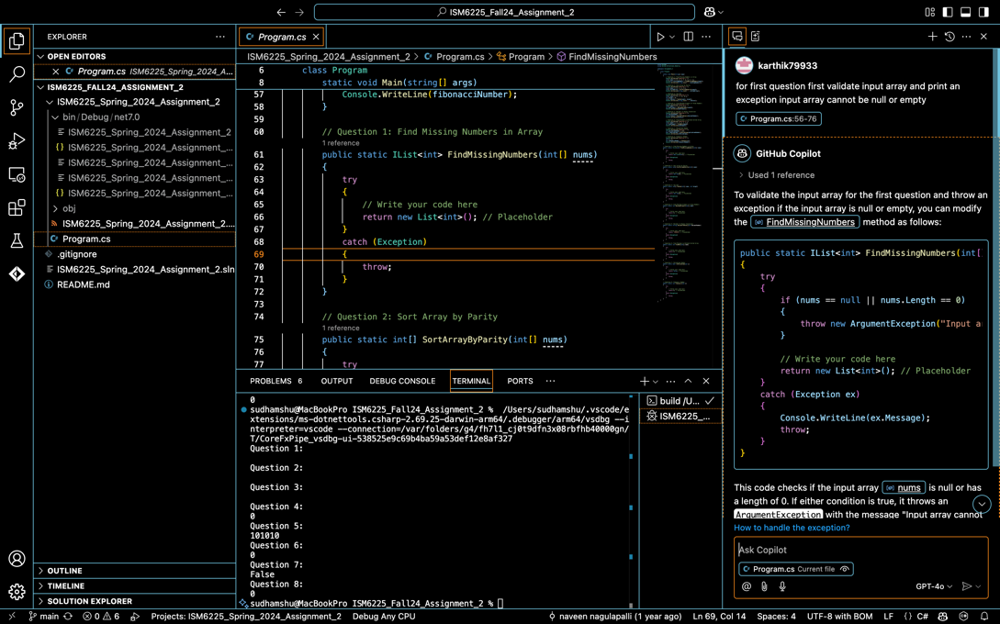 ISM6225_Fall24_Assignment_2
EXPLORER
OPEN EDITORS
Program.cs ISM6225_Spring_2024_A...
ISM6225_FALL24_ASSIGNMENT_2
ISM6225_Spring_2024_Assignment_2
bin/Debug/net7.0
ISM6225_Spring_2024_Assignment_2
{} ISM6225_Spring_2024_Assignment_...
ISM6225_Spring_2024_Assignment_...
ISM6225_Spring_2024_Assignment_...
{} ISM6225_Spring_2024_Assignment_...
obj
ISM6225_Spring_2024_Assignment_2....
Program.cs
.gitignore
ISM6225_Spring_2024_Assignment_2.sln
README.md
OUTLINE
TIMELINE
SOLUTION EXPLORER
Program.cs
ISM6225_Spring_2024_Assignment_2 > Program.cs > Program > FindMissingNumbers
6 class Program
8 static void Main(string[] args)
57 Console.WriteLine(fibonacciNumber);
58 }
59
60 // Question 1: Find Missing Numbers in Array
1 reference
61 public static IList<int> FindMissingNumbers(int[] nums)
62 {
63 try
64 {
65 // Write your code here
66 return new List<int>(); // Placeholder
67 }
68 catch (Exception)
69 {
70 throw;
71 }
72 }
73
74 // Question 2: Sort Array by Parity
1 reference
75 public static int[] SortArrayByParity(int[] nums)
76 {
77 try
PROBLEMS 6 OUTPUT DEBUG CONSOLE TERMINAL PORTS
0
sudhamshu@MacBookPro ISM6225_Fall24_Assignment_2 % /Users/sudhamshu/.vscode/e
xtensions/ms-dotnettools.csharp-2.69.25-darwin-arm64/.debugger/arm64/vsdbg --i
nterpreter=vscode --connection=/var/folders/g4/fh7l1_cj0t9dfn3x08rbfhb40000gn/
T/CoreFxPipe_vsdbg-ui-538525e9c69b4ba59a53def12e8af327
Question 1:
Question 2:
Question 3:
Question 4:
0
Question 5:
101010
Question 6:
0
Question 7:
False
Question 8:
0
sudhamshu@MacBookPro ISM6225_Fall24_Assignment_2 %
build /U...
ISM6225_...
karthik79933
for first question first validate input array and print an
exception input array cannot be null or empty
Program.cs:56-76
GitHub Copilot
Used 1 reference
To validate the input array for the first question and throw an
exception if the input array is null or empty, you can modify
the FindMissingNumbers method as follows:
public static IList<int> FindMissingNumbers(int[
{
try
{
if (nums == null || nums.Length == 0)
{
throw new ArgumentException("Input a
}
// Write your code here
return new List<int>(); // Placeholder
}
catch (Exception ex)
{
Console.WriteLine(ex.Message);
throw;
}
}
This code checks if the input array nums is null or has
a length of 0. If either condition is true, it throws an
ArgumentException with the message "Input array cannot
How to handle the exception?
Ask Copilot
Program.cs Current file
GPT-4o
main 0 6 Projects: ISM6225_Spring_2024_Assignment_2 Debug Any CPU naveen nagulapalli (1 year ago) Ln 69, Col 14 Spaces: 4 UTF-8 with BOM LF {} C#